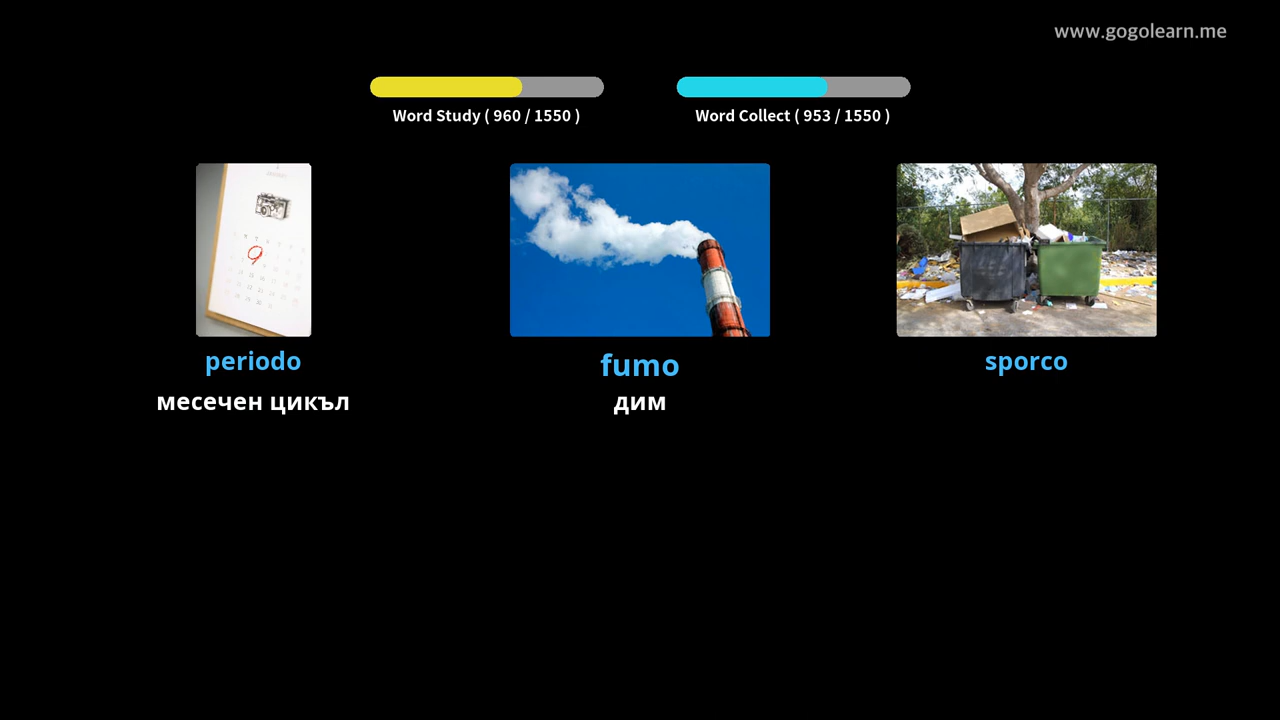 www.gogolearn.me
Word Study ( 960 / 1550 )
Word Collect ( 953 / 1550 )
periodo
fumo
sporco
месечен цикъл
дим